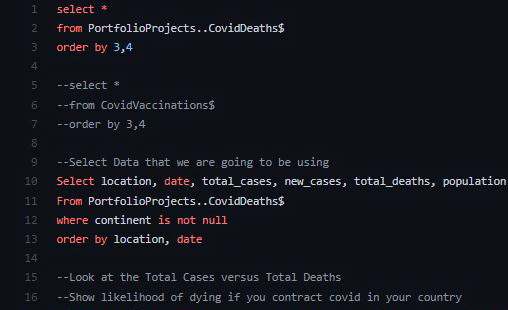 1 select *
2 from PortfolioProjects..CovidDeaths$
3 order by 3,4
4
5 --select *
6 --from CovidVaccinations$
7 --order by 3,4
8
9 --Select Data that we are going to be using
10 Select location, date, total_cases, new_cases, total_deaths, population
11 From PortfolioProjects..CovidDeaths$
12 where continent is not null
13 order by location, date
14
15 --Look at the Total Cases versus Total Deaths
16 --Show likelihood of dying if you contract covid in your country